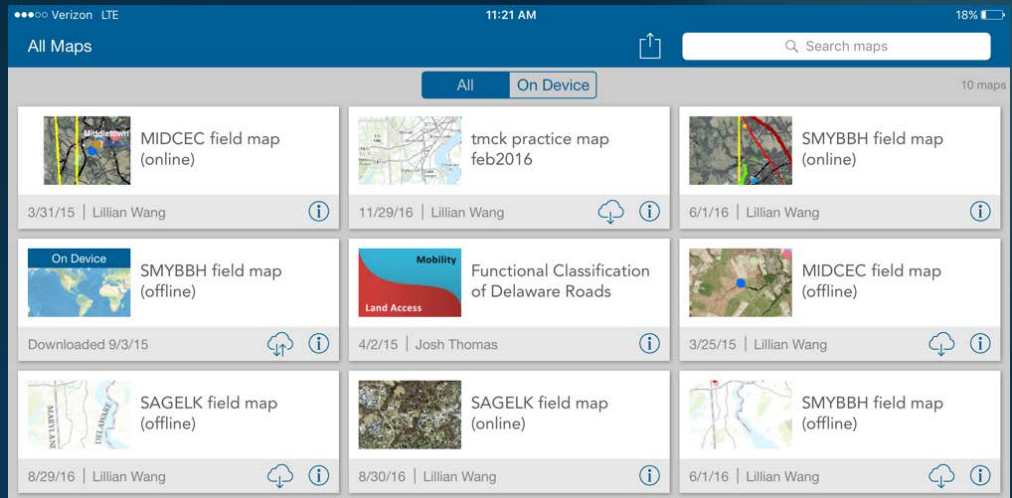 Verizon LTE 11:21 AM 18%
All Maps Search maps
All On Device 10 maps
Middletown
MIDCEC field map
(online)
3/31/15 | Lillian Wang
tmck practice map
feb2016
11/29/16 | Lillian Wang
SMYBBH field map
(online)
6/1/16 | Lillian Wang
On Device
SMYBBH field map
(offline)
Downloaded 9/3/15
Mobility
Land Access
Functional Classification
of Delaware Roads
4/2/15 | Josh Thomas
MIDCEC field map
(offline)
3/25/15 | Lillian Wang
MARYLAN
DELAWARE
SAGELK field map
(offline)
8/29/16 | Lillian Wang
SAGELK field map
(online)
8/30/16 | Lillian Wang
SMYBBH field map
(offline)
6/1/16 | Lillian Wang